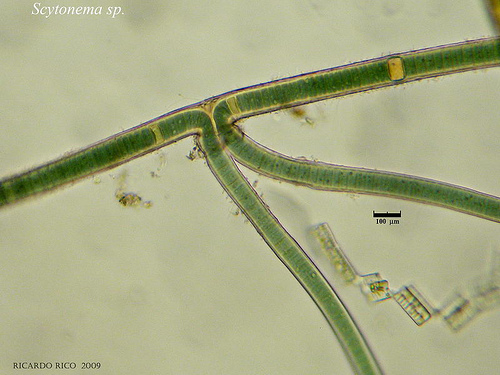 Scytonema sp.
100 µm
RICARDO RICO 2009